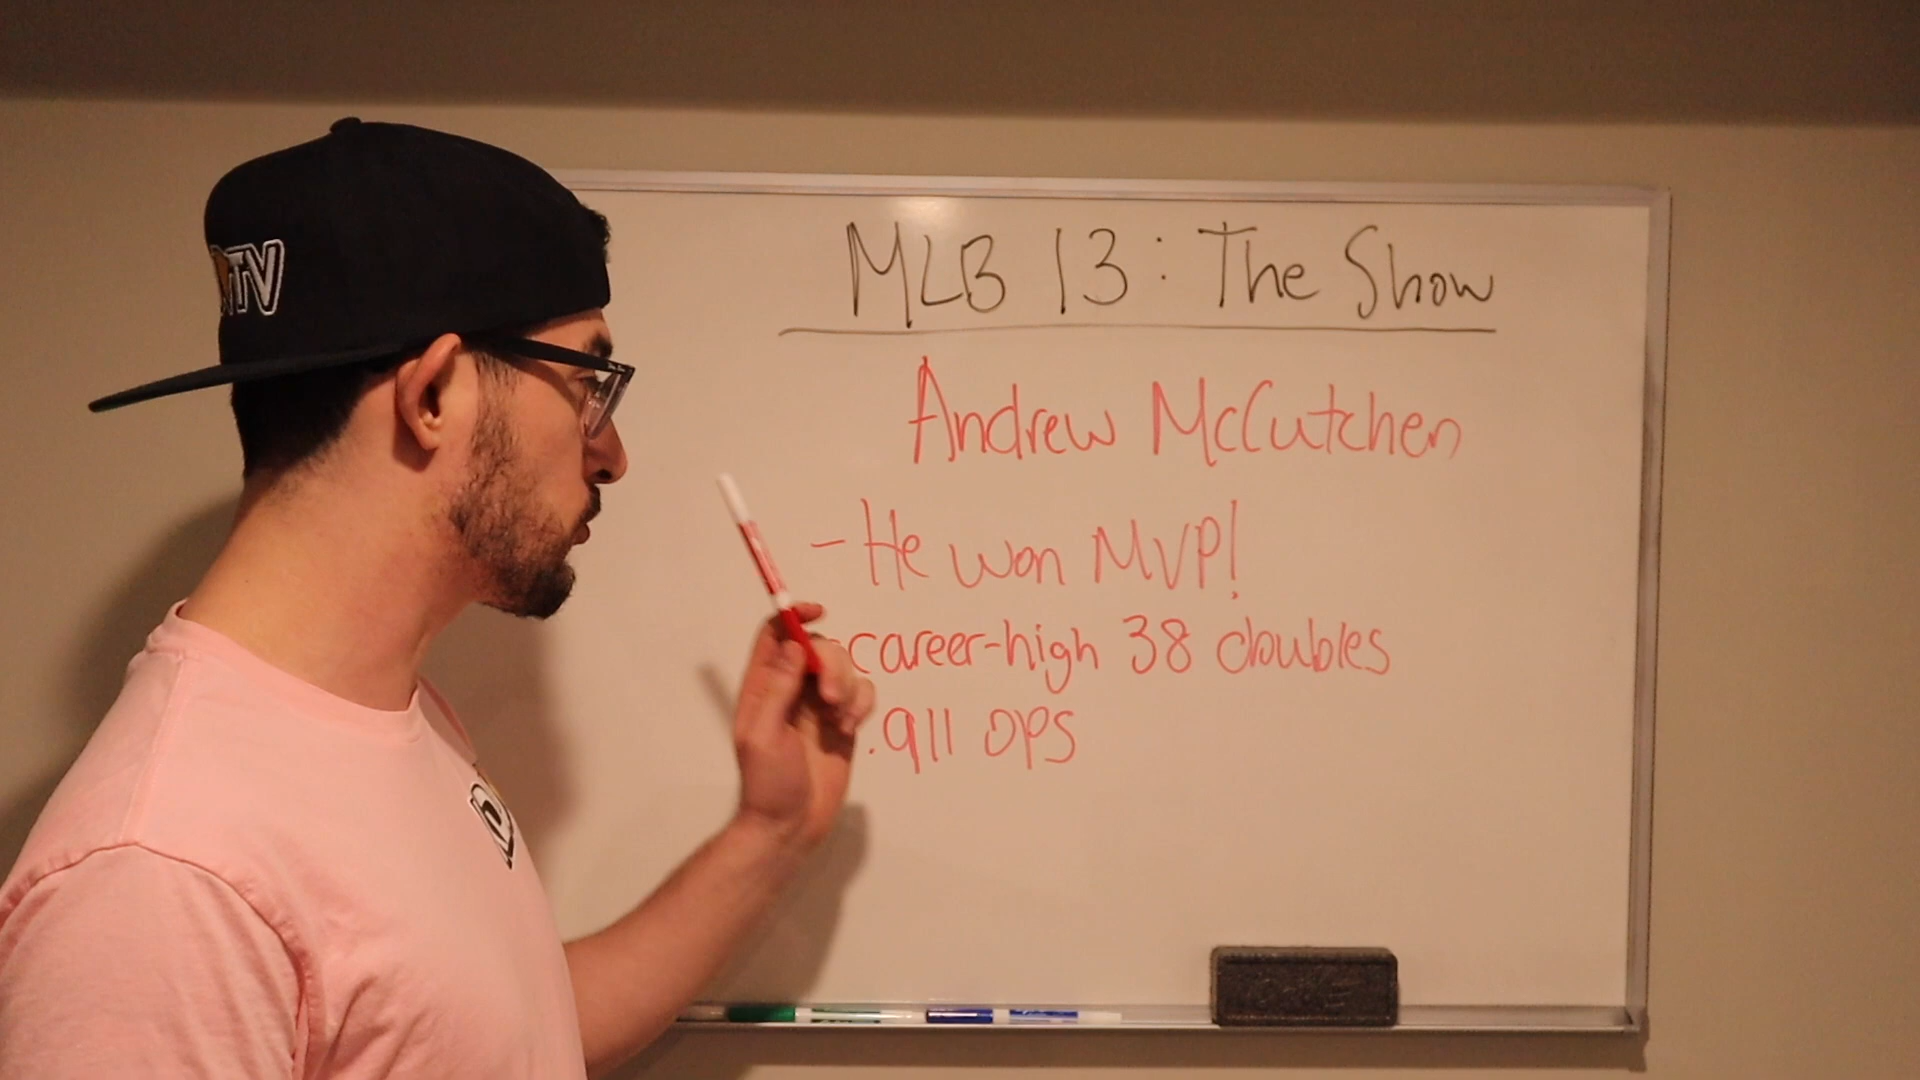 MLB 13: The Show
Andrew McCutchen
- He won MVP!
-career-high 38 doubles
.911 OPS